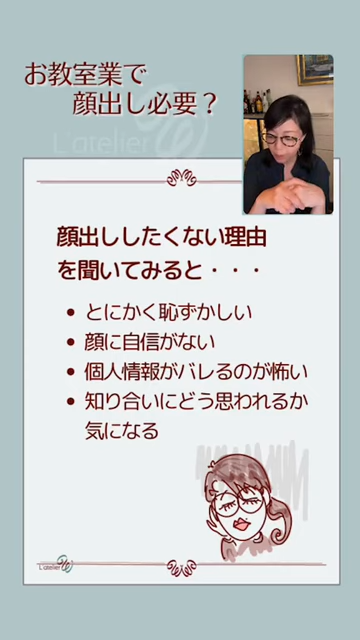 お教室業で
顔出し必要？
L'atelier W
顔出ししたくない理由
を聞いてみると・・・
• とにかく恥ずかしい
• 顔に自信がない
• 個人情報がバレるのが怖い
• 知り合いにどう思われるか
気になる
L'atelier W